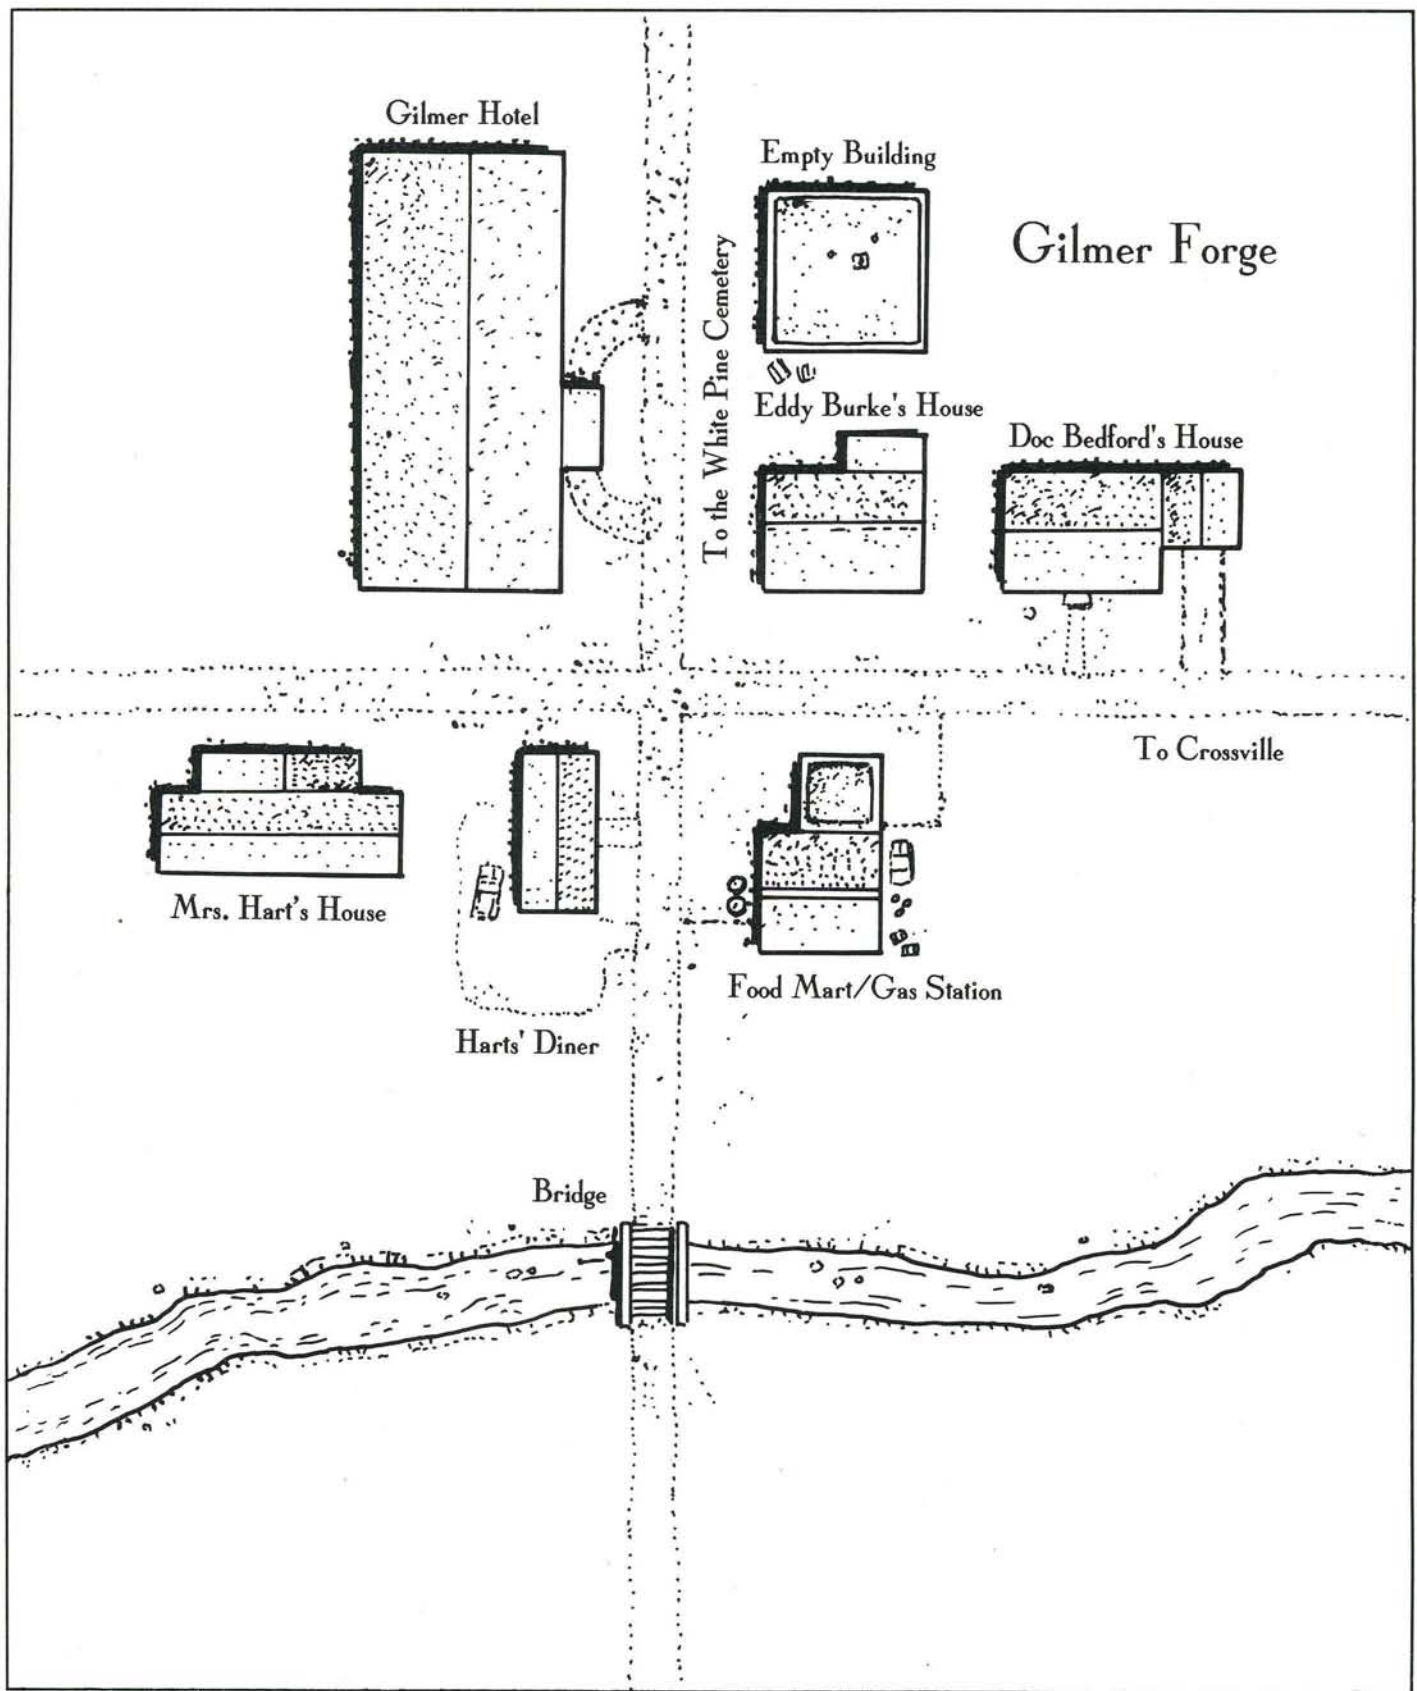 Gilmer Hotel
Empty Building
Gilmer Forge
To the White Pine Cemetery
Eddy Burke's House
Doc Bedford's House
To Crossville
Mrs. Hart's House
Food Mart/Gas Station
Harts' Diner
Bridge